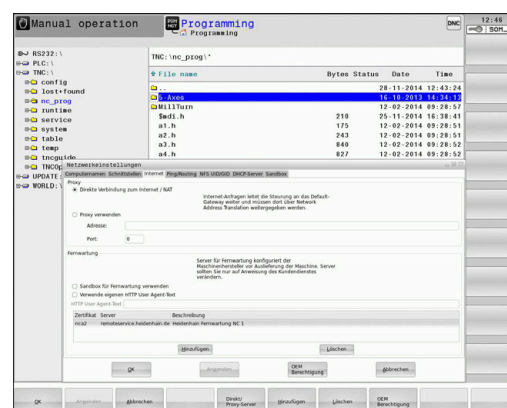 Manual operation
Programming
Programming
DNC
12:46
RS232:\
PLC:\
TNC:\
config
lost+found
nc_prog
runtime
service
system
table
temp
tncguide
UPDATE:
WORLD:\
TNC:\nc_prog\*
File name Bytes Status Date Time
.. 28-11-2014 12:43:24
5-Axes 16-10-2013 14:34:13
MillTurn 12-02-2014 09:28:57
$mdi.h 210 25-11-2014 16:38:41
a1.h 175 12-02-2014 09:28:51
a2.h 243 12-02-2014 09:28:51
a3.h 840 12-02-2014 09:28:52
a4.h 827 12-02-2014 09:28:52
Netzwerkeinstellungen
Computernamen Schnittstellen Internet Ping/Routing NFS UID/GID DHCP-Server Sandbox
Proxy
Direkte Verbindung zum Internet / NAT
Internet-Anfragen leitet die Steuerung an das Default-
Gateway weiter und müssen dort über Network
Address Translation weitergegeben werden.
Proxy verwenden
Adresse:
Port: 0
Fernwartung
Server für Fernwartung konfiguriert der
Maschinenhersteller vor Auslieferung der Maschine. Server
sollten Sie nur auf Anweisung des Kundendienstes
verändern.
Sandbox für Fernwartung verwenden
Verwende eigenen HTTP User Agent-Text
HTTP User Agent-Text
Zertifikat Server Beschreibung
nca2 remoteservice.heidenhain.de Heidenhain Fernwartung NC 1
Hinzufügen Löschen
OK Anwenden OEM Berechtigung Abbrechen
OK Anwenden Abbrechen Direkt/ Proxy-Server Hinzufügen Löschen OEM Berechtigung